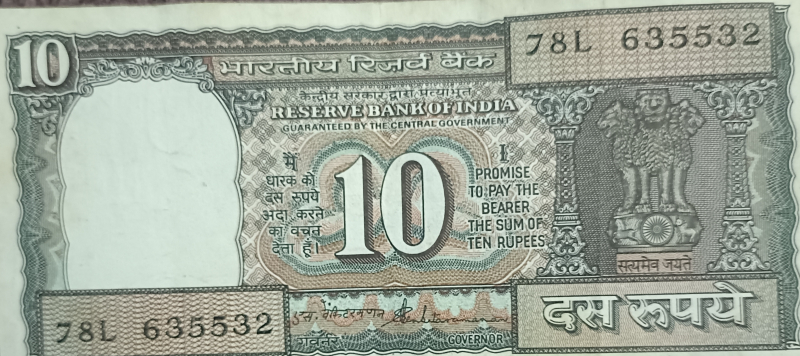 10
78L 635532
भारतीय रिज़र्व बैंक
केन्द्रीय सरकार द्वारा प्रत्याभूत
RESERVE BANK OF INDIA
GUARANTEED BY THE CENTRAL GOVERNMENT
मैं
धारक को
दस रुपये
अदा करने
का वचन
देता हूँ।
10
I
PROMISE
TO PAY THE
BEARER
THE SUM OF
TEN RUPEES
सत्यमेव जयते
दस रुपये
78L 635532
एस. वेंकिटरमणन
गवर्नर GOVERNOR